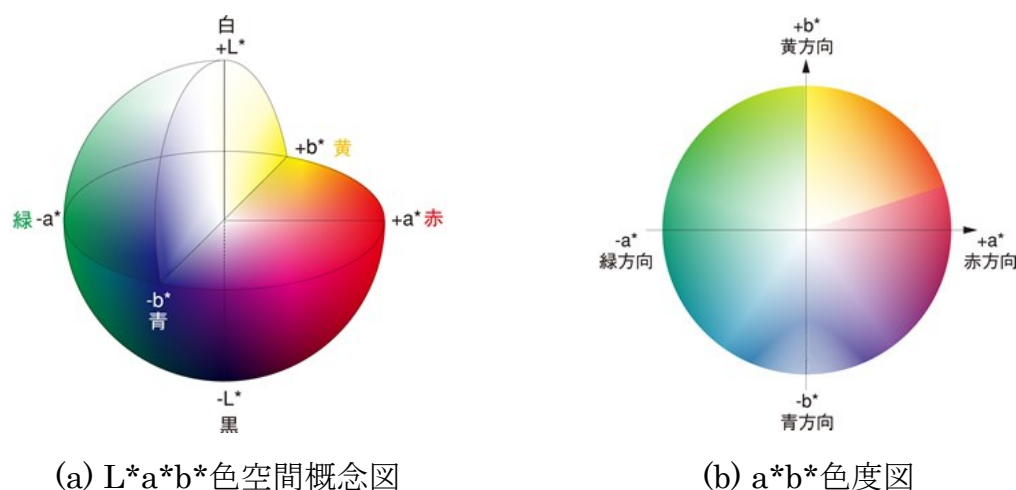 白
+L*
+b* 黄
緑 -a*
+a* 赤
-b*
青
-L*
黒
(a) L*a*b*色空間概念図
+b*
黄方向
-a*
緑方向
+a*
赤方向
-b*
青方向
(b) a*b*色度図